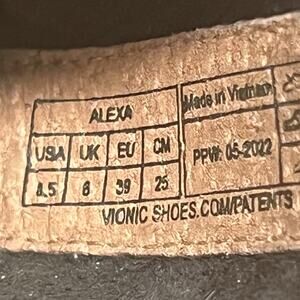 ALEXA
Made in Vietnam
USA UK EU CM
PPW: 05-2022
8.5 6 39 25
VIONIC SHOES.COM/PATENTS